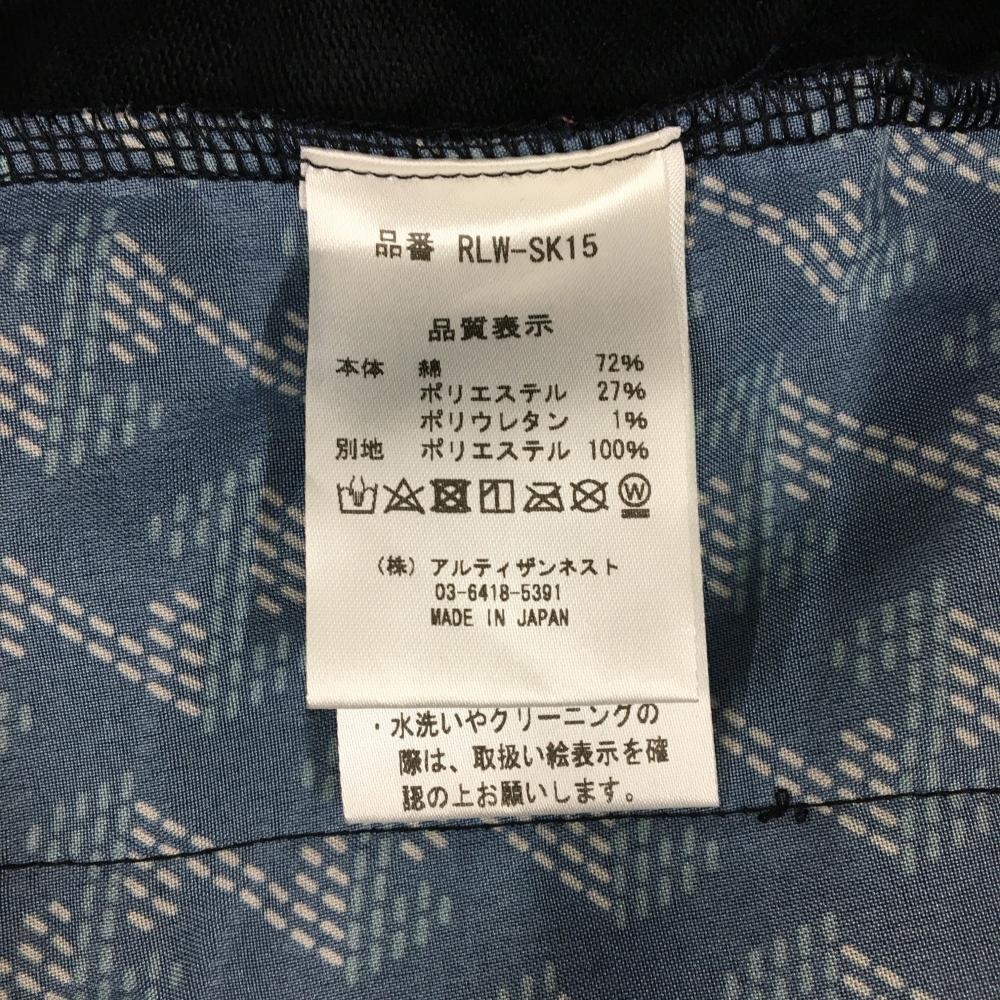 品番 RLW-SK15
品質表示
本体 綿 72%
ポリエステル 27%
ポリウレタン 1%
別地 ポリエステル 100%
W
(株)アルティザンネスト
03-6418-5391
MADE IN JAPAN
・水洗いやクリーニングの
際は、取扱い絵表示を確
認の上お願いします。